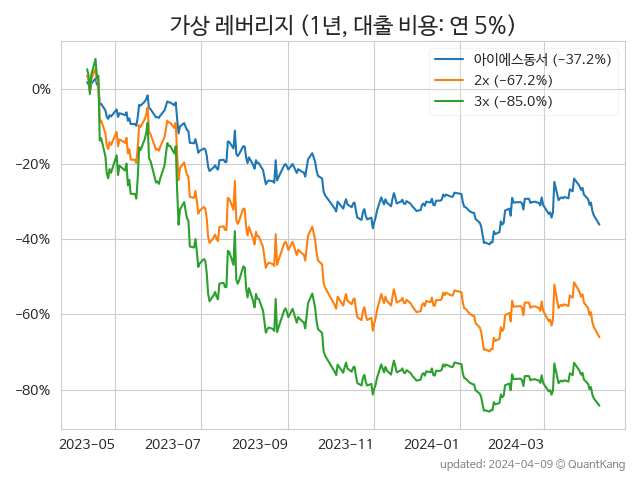 가상 레버리지 (1년, 대출 비용: 연 5%)
아이에스동서 (−37.2%)
2x (−67.2%)
3x (−85.0%)
0%
−20%
−40%
−60%
−80%
2023-05 2023-07 2023-09 2023-11 2024-01 2024-03
updated: 2024-04-09 © QuantKang